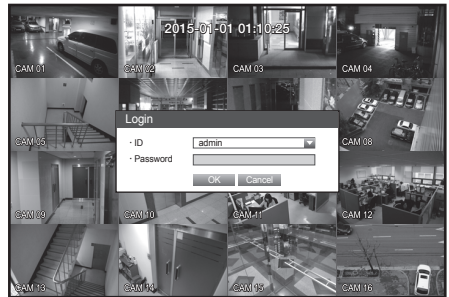 2015-01-01 01:10:25
CAM 01
CAM 02
CAM 03
CAM 04
Login
CAM 05
· ID
admin
CAM 08
· Password
OK
Cancel
CAM 09
CAM 10
CAM 11
CAM 12
CAM 13
CAM 14
CAM 15
CAM 16